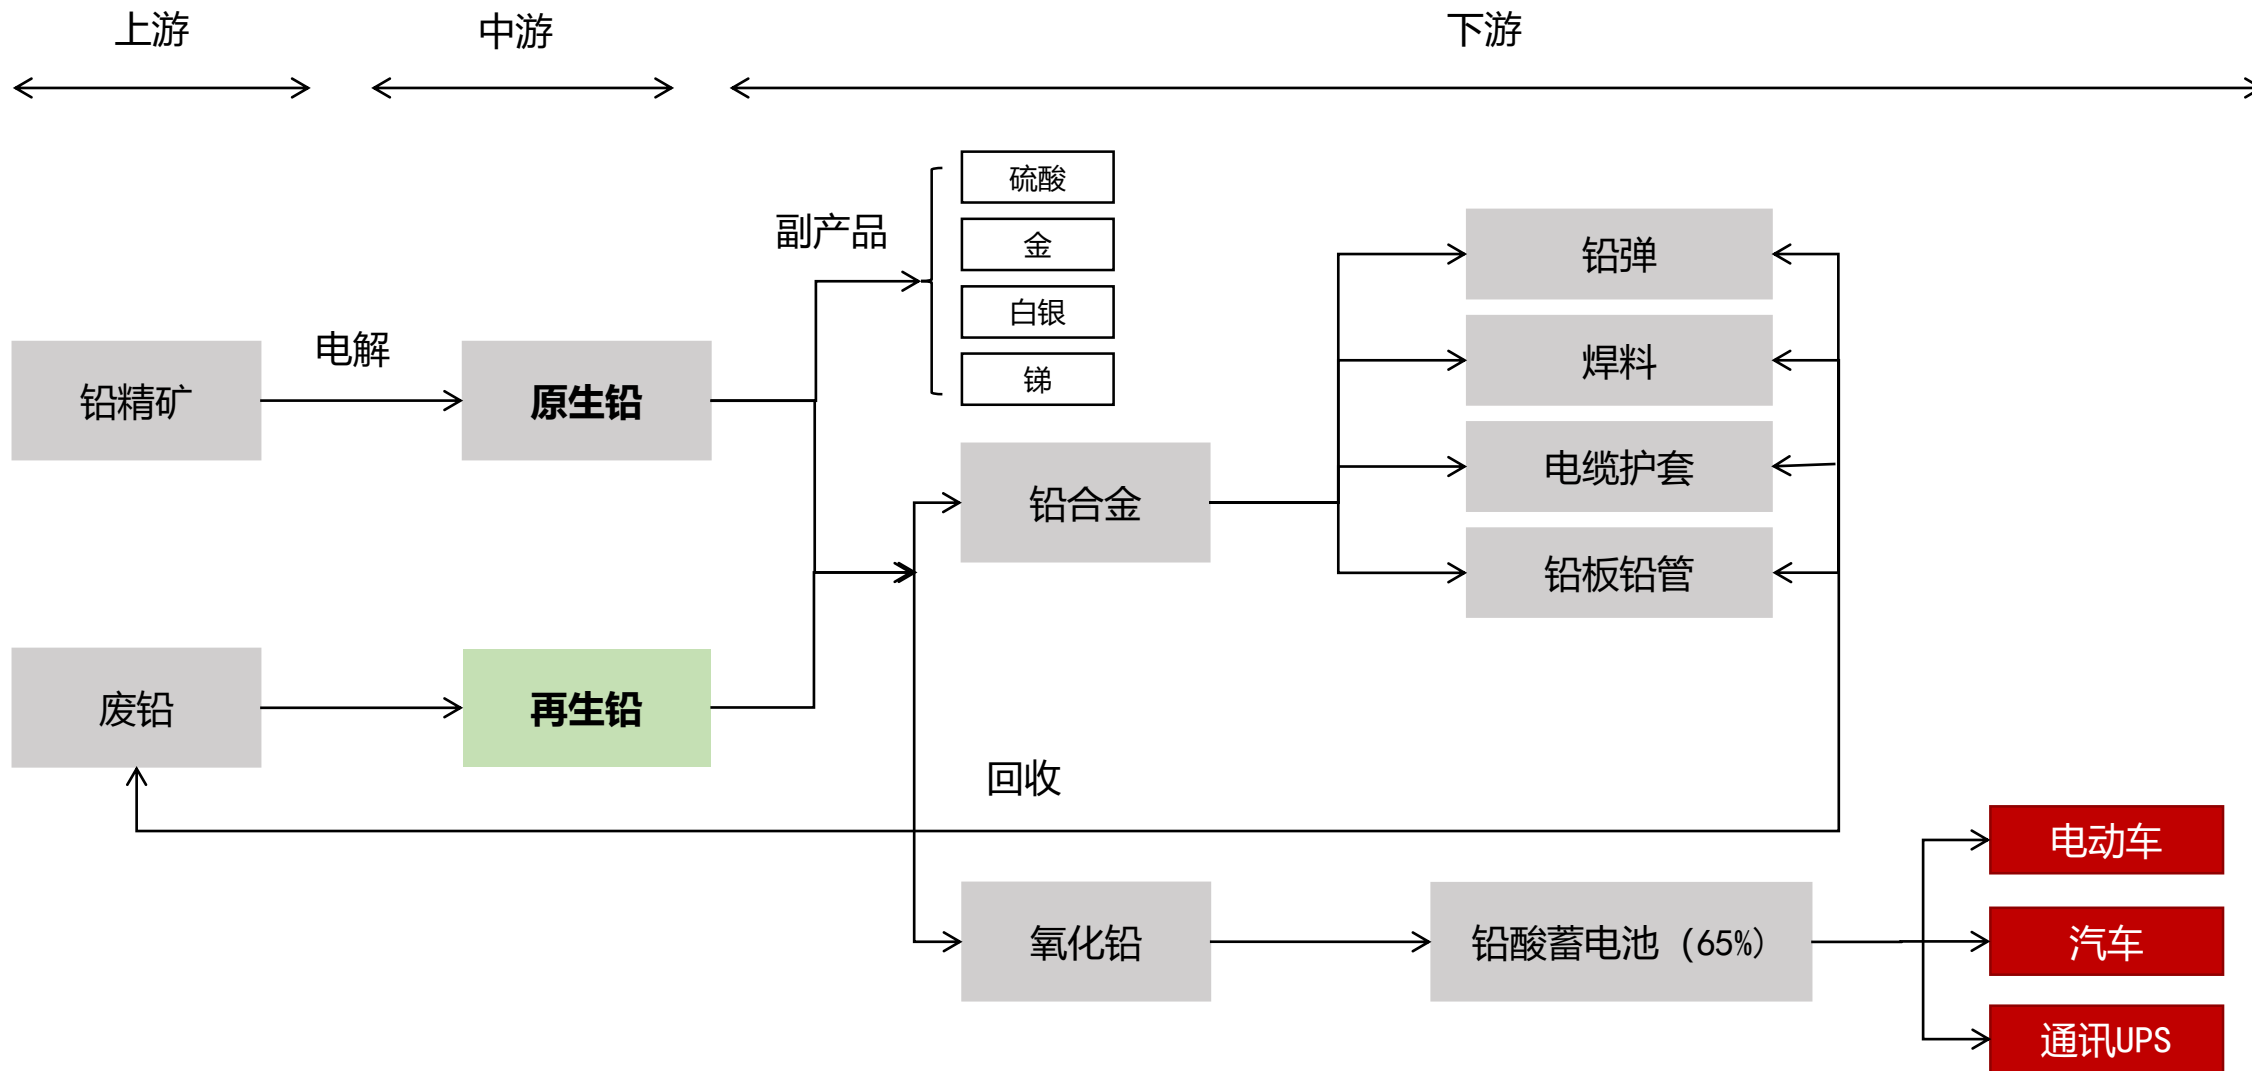 上游
中游
下游
硫酸
副产品
金
铅弹
白银
电解
焊料
锑
铅精矿
原生铅
电缆护套
铅合金
铅板铅管
废铅
再生铅
回收
电动车
氧化铅
铅酸蓄电池（65%）
汽车
通讯UPS